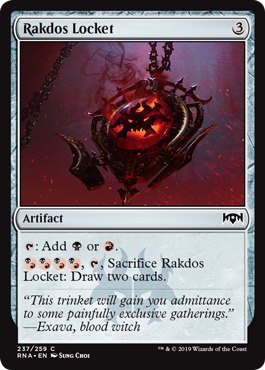 Rakdos Locket 3
Artifact
: Add or .
, , Sacrifice Rakdos
Locket: Draw two cards.
“This trinket will gain you admittance
to some painfully exclusive gatherings.”
—Exava, blood witch
237/259 C
RNA • EN SUNG CHOI
™ & © 2019 Wizards of the Coast